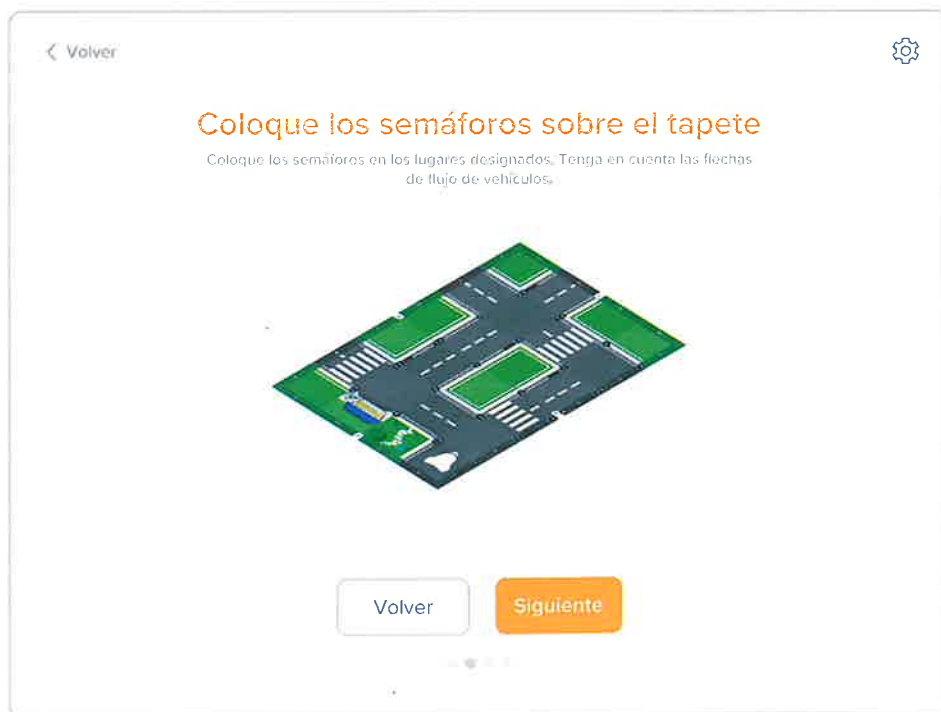 Volver
Coloque los semáforos sobre el tapete
Coloque los semáforos en los lugares designados. Tenga en cuenta las flechas
de flujo de vehículos.
Volver
Siguiente